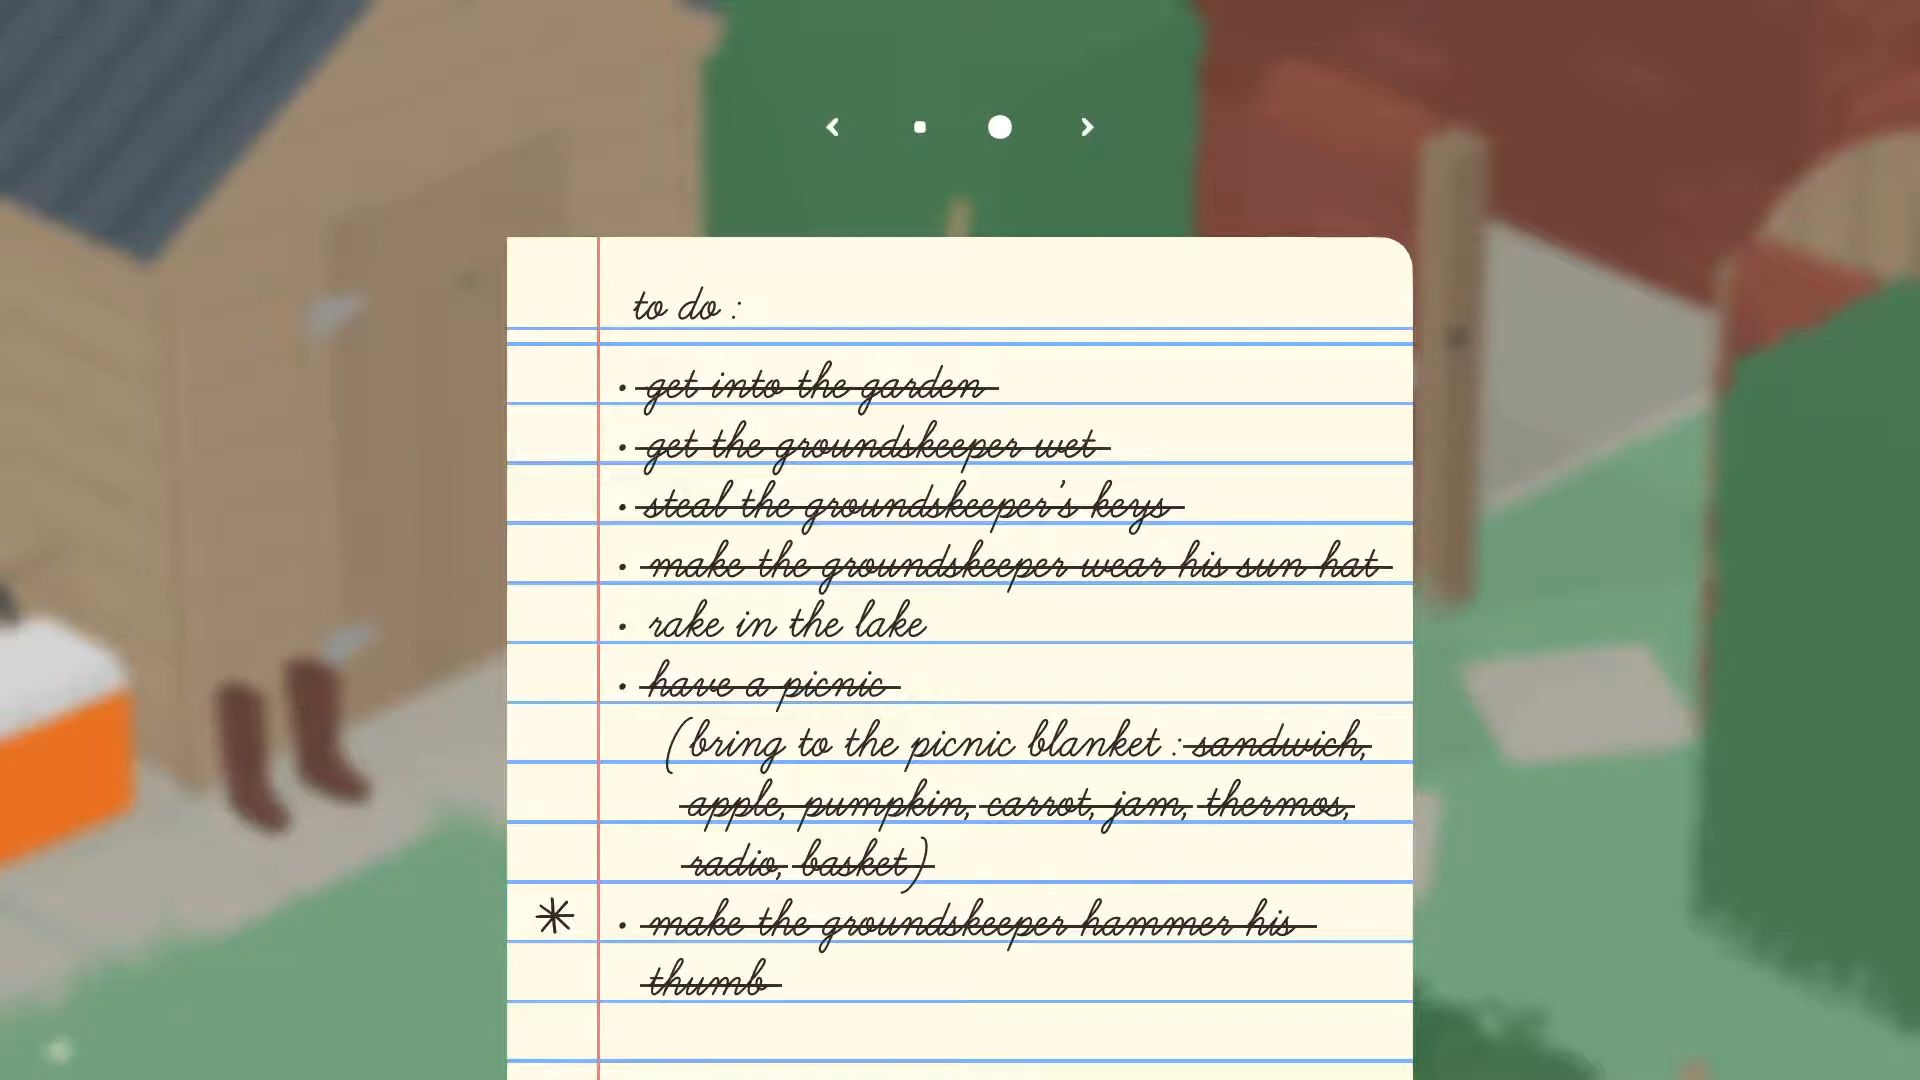 to do :
• get into the garden
• get the groundskeeper wet
• steal the groundskeeper's keys
• make the groundskeeper wear his sun hat
• rake in the lake
• have a picnic
(bring to the picnic blanket : sandwich,
apple, pumpkin, carrot, jam, thermos,
radio, basket)
* • make the groundskeeper hammer his
thumb